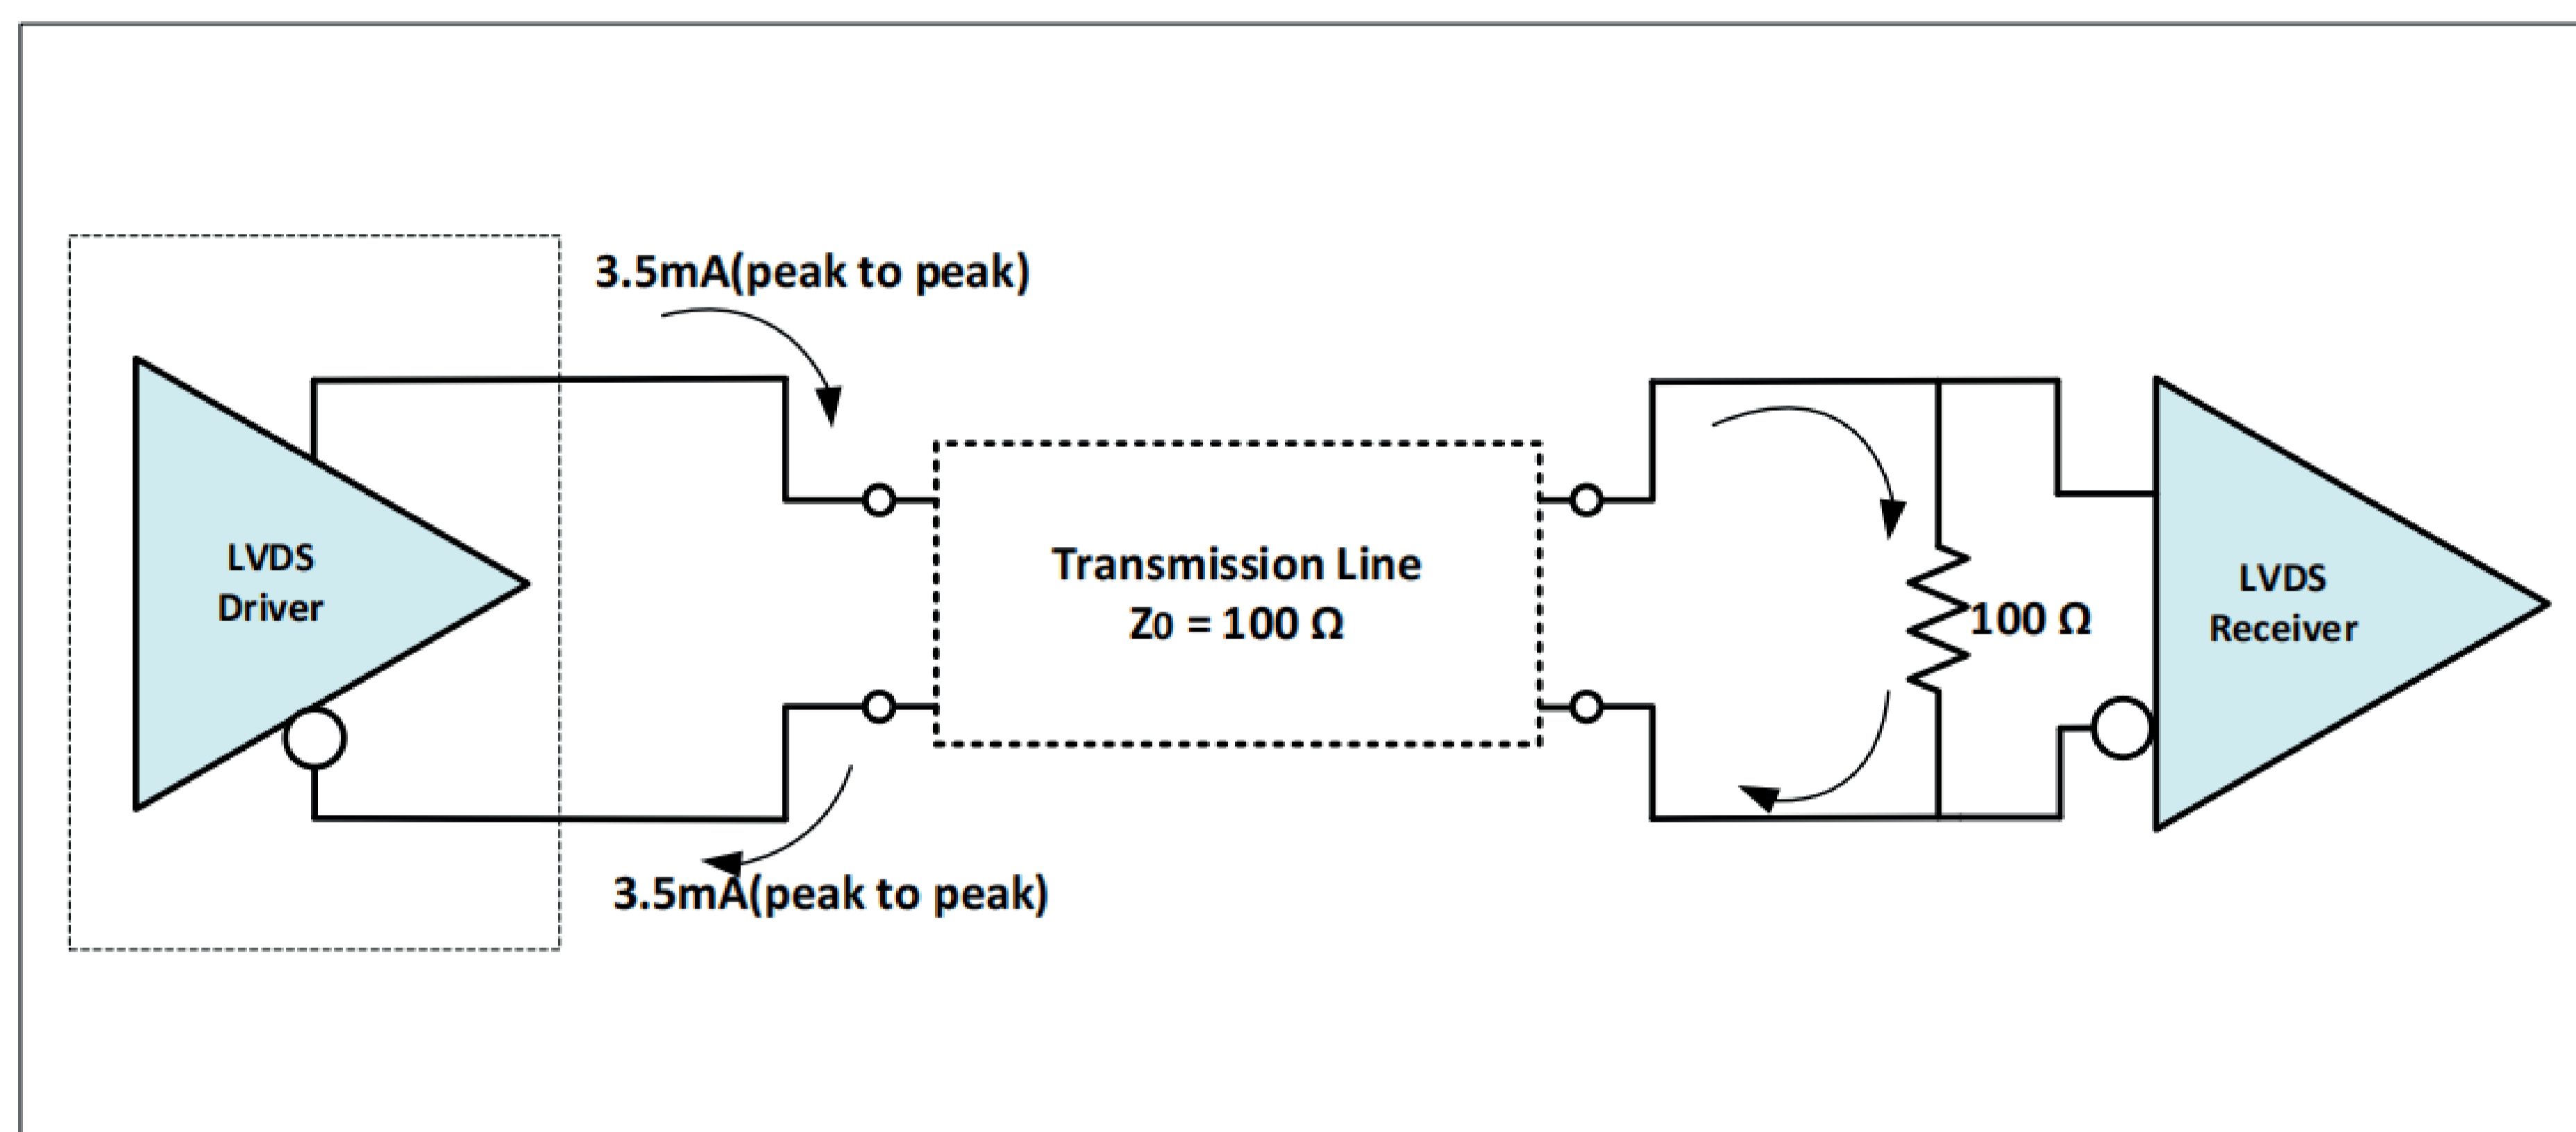 3.5mA(peak to peak)
LVDS
Driver
Transmission Line
Z0 = 100 Ω
100 Ω
LVDS
Receiver
3.5mA(peak to peak)